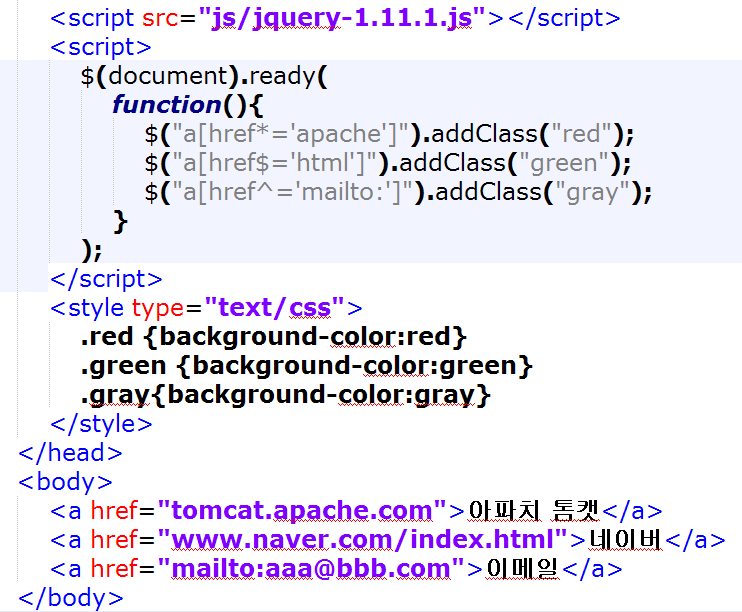 <script src="js/jquery-1.11.1.js"></script>
<script>
$(document).ready(
function(){
$("a[href*='apache']").addClass("red");
$("a[href$='html']").addClass("green");
$("a[href^='mailto:']").addClass("gray");
}
);
</script>
<style type="text/css">
.red {background-color:red}
.green {background-color:green}
.gray{background-color:gray}
</style>
</head>
<body>
<a href="tomcat.apache.com">아파치 톰캣</a>
<a href="www.naver.com/index.html">네이버</a>
<a href="mailto:aaa@bbb.com">이메일</a>
</body>